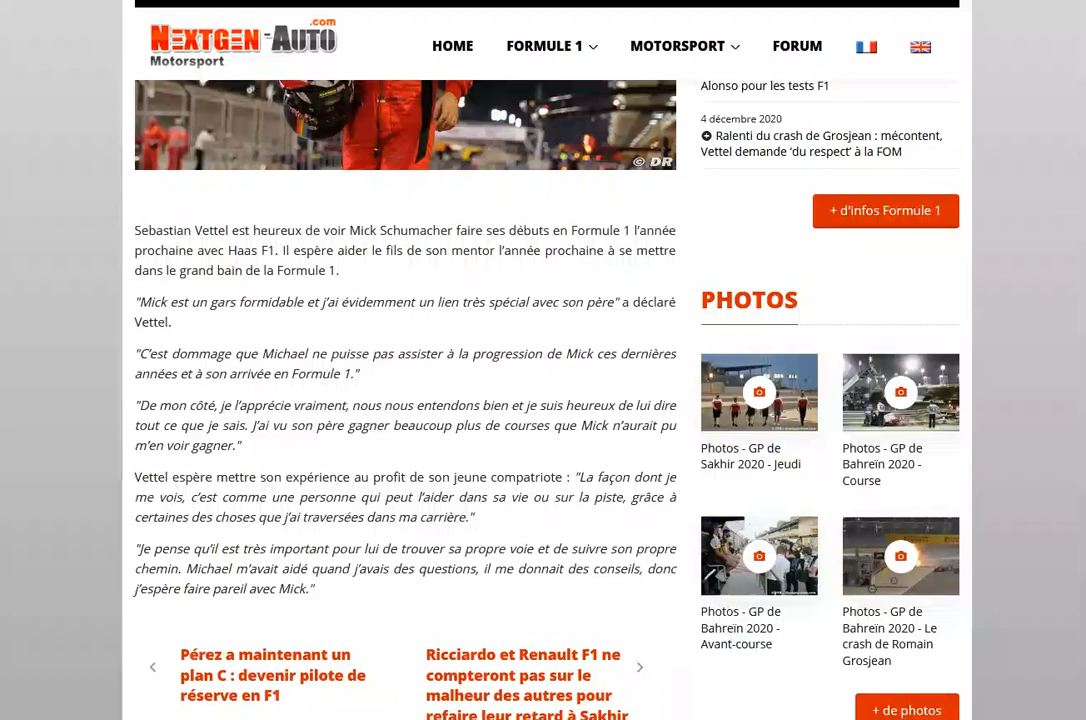 NEXTGEN-AUTO
.com
Motorsport
HOME
FORMULE 1
MOTORSPORT
FORUM
© DR
Sebastian Vettel est heureux de voir Mick Schumacher faire ses débuts en Formule 1 l’année
prochaine avec Haas F1. Il espère aider le fils de son mentor l’année prochaine à se mettre
dans le grand bain de la Formule 1.
"Mick est un gars formidable et j’ai évidemment un lien très spécial avec son père" a déclaré
Vettel.
"C’est dommage que Michael ne puisse pas assister à la progression de Mick ces dernières
années et à son arrivée en Formule 1."
"De mon côté, je l’apprécie vraiment, nous nous entendons bien et je suis heureux de lui dire
tout ce que je sais. J’ai vu son père gagner beaucoup plus de courses que Mick n’aurait pu
m’en voir gagner."
Vettel espère mettre son expérience au profit de son jeune compatriote : "La façon dont je
me vois, c’est comme une personne qui peut l’aider dans sa vie ou sur la piste, grâce à
certaines des choses que j’ai traversées dans ma carrière."
"Je pense qu’il est très important pour lui de trouver sa propre voie et de suivre son propre
chemin. Michael m’avait aidé quand j’avais des questions, il me donnait des conseils, donc
j’espère faire pareil avec Mick."
Pérez a maintenant un
plan C : devenir pilote de
réserve en F1
Ricciardo et Renault F1 ne
compteront pas sur le
malheur des autres pour
refaire leur retard à Sakhir
Alonso pour les tests F1
4 décembre 2020
Ralenti du crash de Grosjean : mécontent,
Vettel demande ‘du respect’ à la FOM
+ d'infos Formule 1
PHOTOS
Photos - GP de
Sakhir 2020 - Jeudi
Photos - GP de
Bahreïn 2020 -
Course
Photos - GP de
Bahreïn 2020 -
Avant-course
Photos - GP de
Bahreïn 2020 - Le
crash de Romain
Grosjean
+ de photos